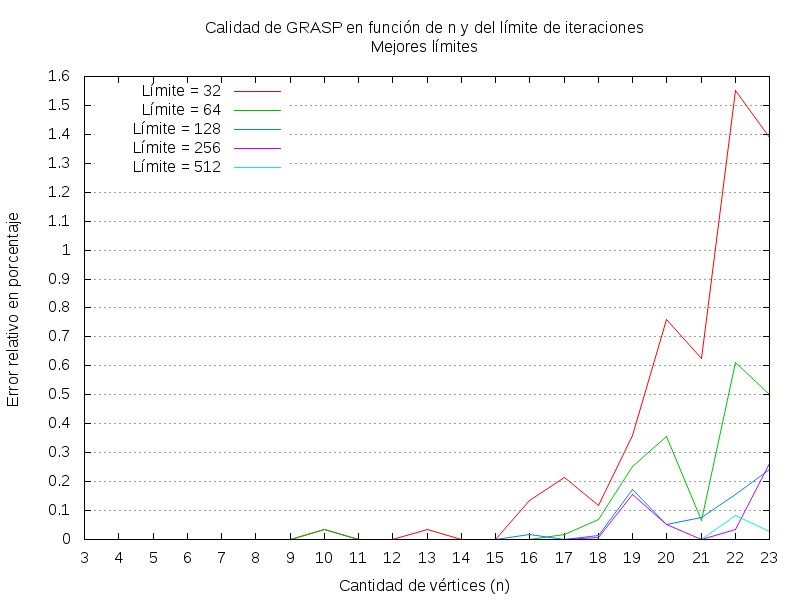 Calidad de GRASP en función de n y del límite de iteraciones
Mejores límites
Límite = 32
Límite = 64
Límite = 128
Límite = 256
Límite = 512
Error relativo en porcentaje
1.6
1.5
1.4
1.3
1.2
1.1
1
0.9
0.8
0.7
0.6
0.5
0.4
0.3
0.2
0.1
0
3 4 5 6 7 8 9 10 11 12 13 14 15 16 17 18 19 20 21 22 23
Cantidad de vértices (n)